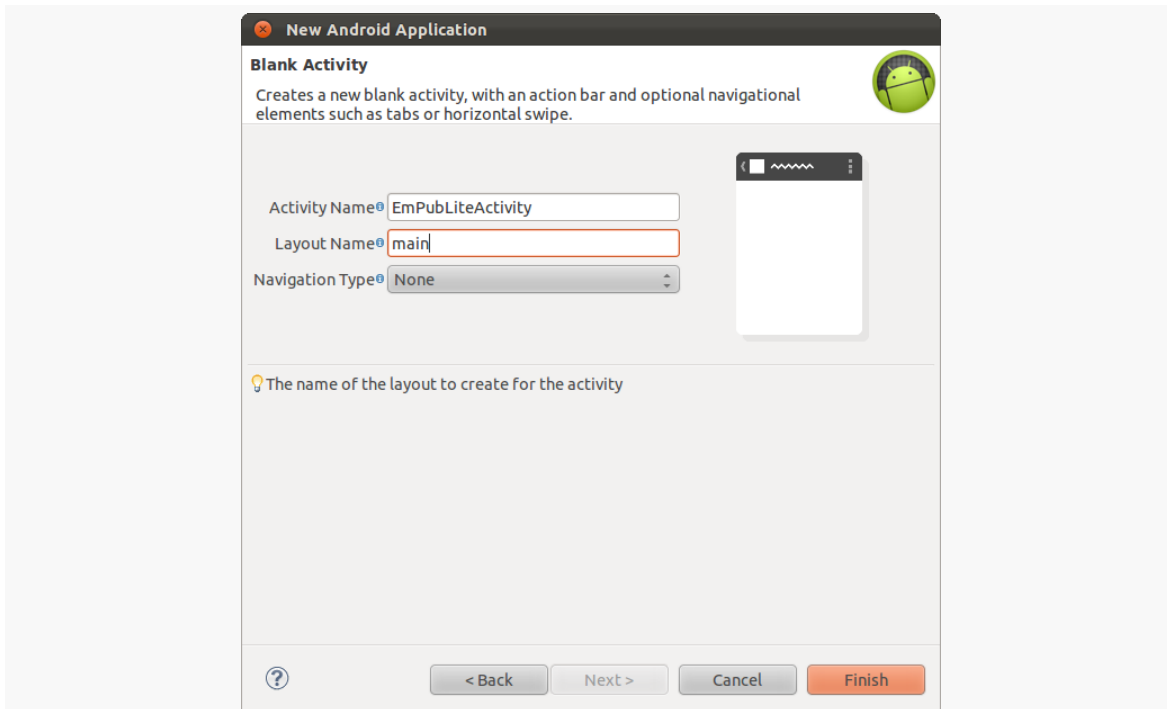 New Android Application
Blank Activity
Creates a new blank activity, with an action bar and optional navigational
elements such as tabs or horizontal swipe.
Activity Name EmPubLiteActivity
Layout Name main
Navigation Type None
The name of the layout to create for the activity
? < Back Next > Cancel Finish